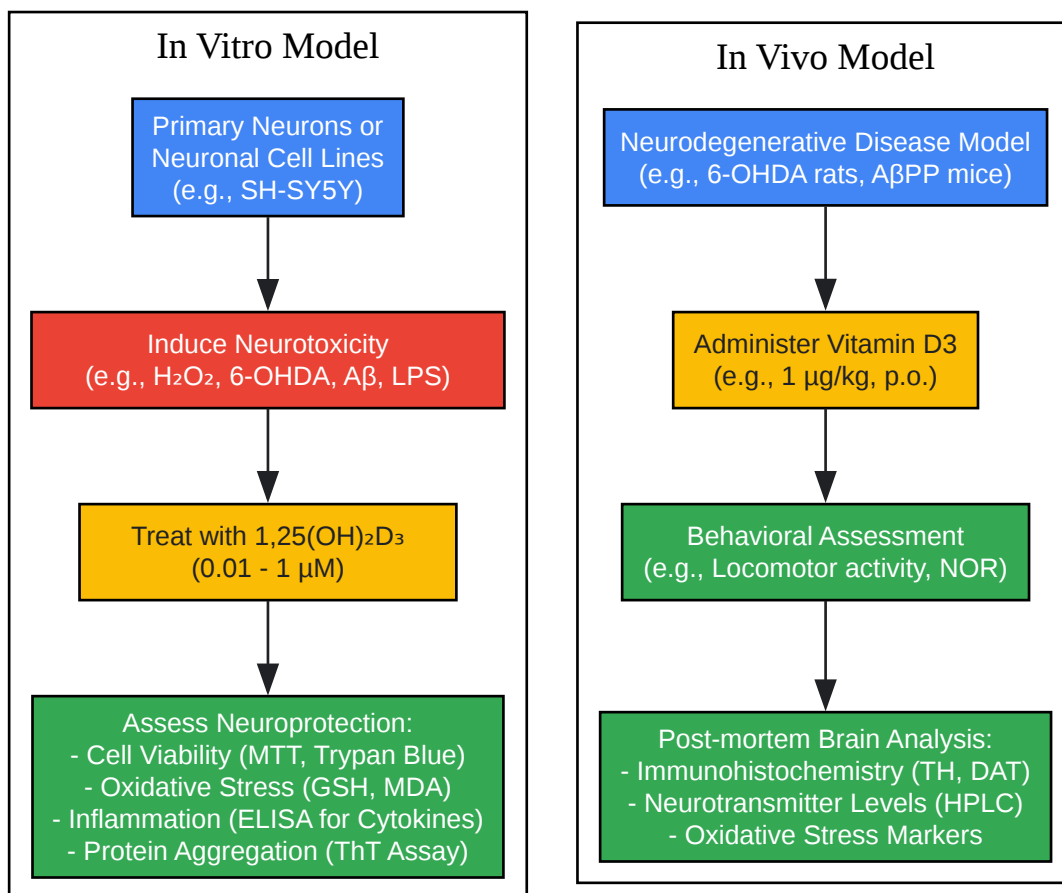 In Vitro Model
Primary Neurons or
Neuronal Cell Lines
(e.g., SH-SY5Y)
Induce Neurotoxicity
(e.g., H₂O₂, 6-OHDA, Aβ, LPS)
Treat with 1,25(OH)₂D₃
(0.01 - 1 µM)
Assess Neuroprotection:
- Cell Viability (MTT, Trypan Blue)
- Oxidative Stress (GSH, MDA)
- Inflammation (ELISA for Cytokines)
- Protein Aggregation (ThT Assay)
In Vivo Model
Neurodegenerative Disease Model
(e.g., 6-OHDA rats, AβPP mice)
Administer Vitamin D3
(e.g., 1 µg/kg, p.o.)
Behavioral Assessment
(e.g., Locomotor activity, NOR)
Post-mortem Brain Analysis:
- Immunohistochemistry (TH, DAT)
- Neurotransmitter Levels (HPLC)
- Oxidative Stress Markers